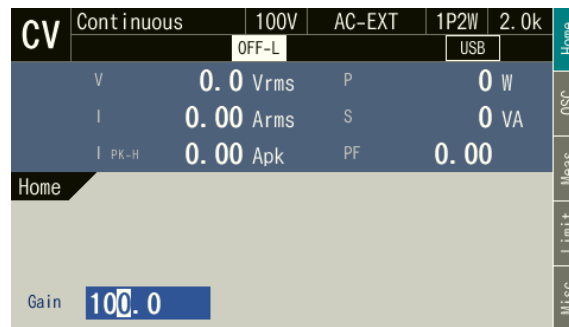 CV Continuous 100V AC-EXT 1P2W 2.0k
OFF-L USB
V 0.0 Vrms P 0 W
I 0.00 Arms S 0 VA
I PK-H 0.00 Apk PF 0.00
Home
Gain 100.0
Home
OSC
Meas
Limit
Misc